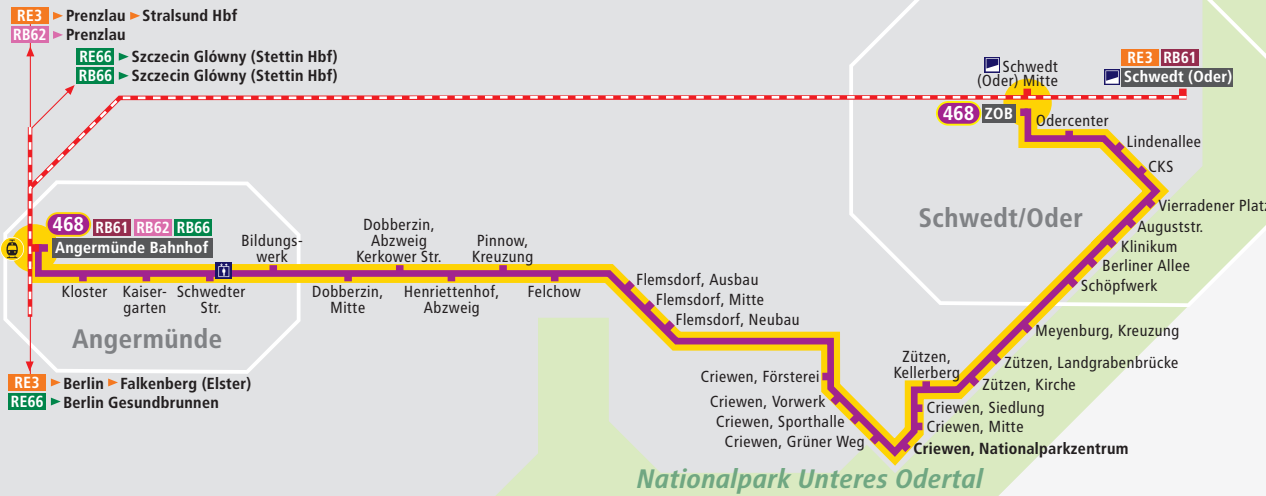 RE3 Prenzlau Stralsund Hbf
RB62 Prenzlau
RE66 Szczecin Glówny (Stettin Hbf)
RB66 Szczecin Glówny (Stettin Hbf)
RE3 RB61
Schwedt (Oder)
Schwedt
(Oder) Mitte
468 ZOB
Odercenter
Lindenallee
CKS
Vierradener Platz
Auguststr.
Klinikum
Berliner Allee
Schöpfwerk
Schwedt/Oder
468 RB61 RB62 RB66
Angermünde Bahnhof
Kloster
Kaiser-
garten
Schwedter
Str.
Bildungs-
werk
Dobberzin,
Mitte
Dobberzin,
Abzweig
Kerkower Str.
Henriettenhof,
Abzweig
Pinnow,
Kreuzung
Felchow
Flemsdorf, Ausbau
Flemsdorf, Mitte
Flemsdorf, Neubau
Angermünde
Meyenburg, Kreuzung
Zützen, Landgrabenbrücke
Zützen, Kirche
Zützen,
Kellerberg
Criewen, Försterei
Criewen, Vorwerk
Criewen, Sporthalle
Criewen, Grüner Weg
Criewen, Siedlung
Criewen, Mitte
Criewen, Nationalparkzentrum
RE3 Berlin Falkenberg (Elster)
RE66 Berlin Gesundbrunnen
Nationalpark Unteres Odertal